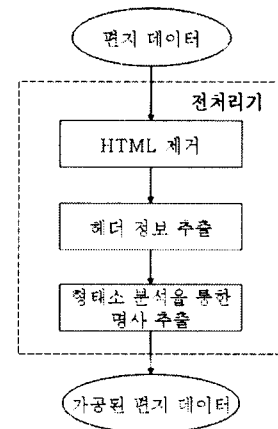 편지 데이터
전처리기
HTML 제거
헤더 정보 추출
형태소 분석을 통한
명사 추출
가공된 편지 데이터